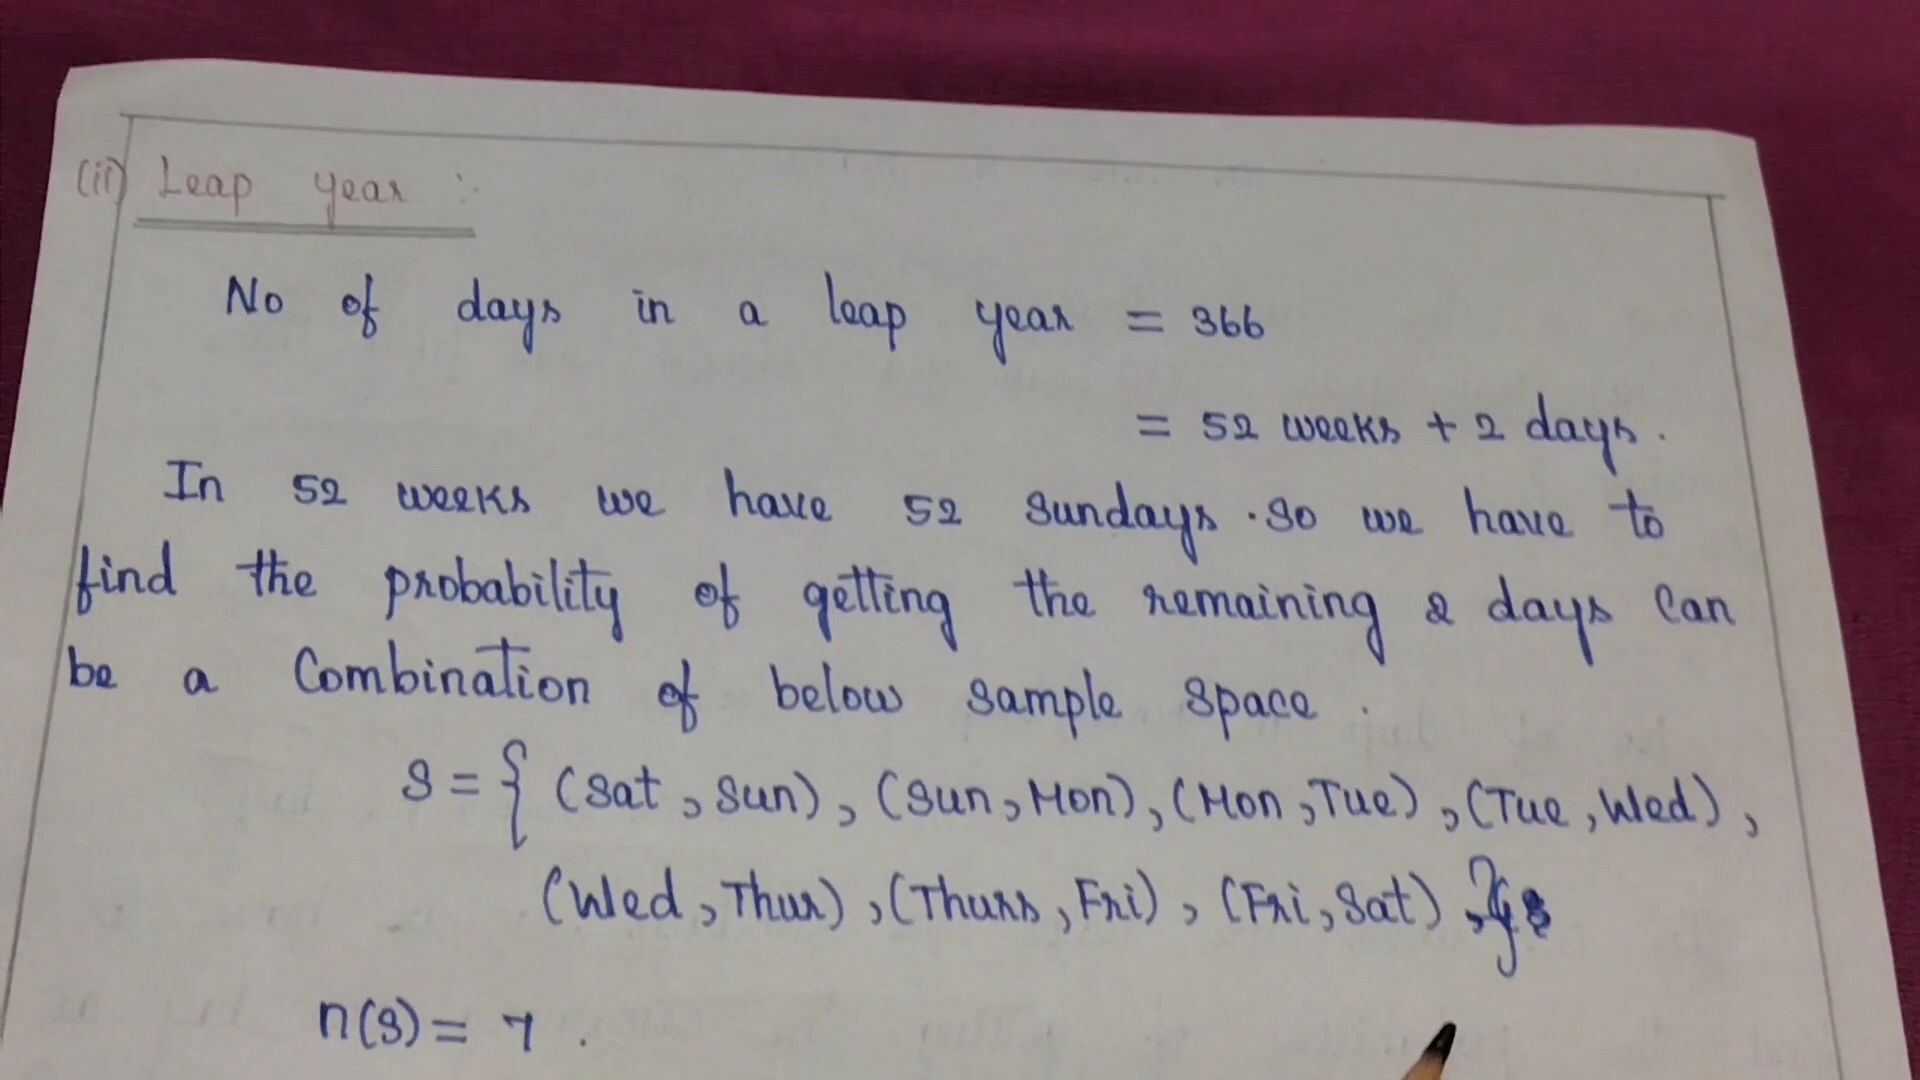 (ii) Leap year :-
No of days in a leap year = 366
= 52 weeks + 2 days.
In 52 weeks we have 52 Sundays. So we have to
find the probability of getting the remaining 2 days can
be a Combination of below sample space.
S = { (Sat, Sun), (Sun, Mon), (Mon, Tue), (Tue, Wed),
(Wed, Thur), (Thurs, Fri), (Fri, Sat), }
n(S) = 7.